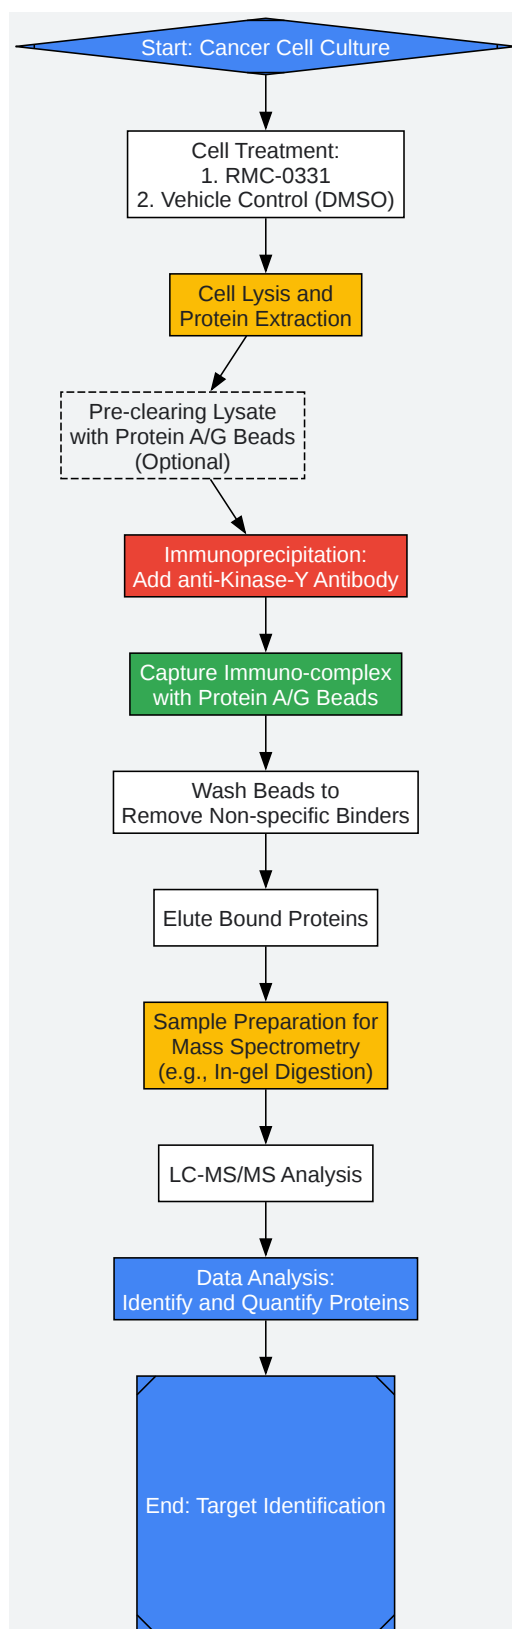 Start: Cancer Cell Culture
Cell Treatment:
1. RMC-0331
2. Vehicle Control (DMSO)
Cell Lysis and
Protein Extraction
Pre-clearing Lysate
with Protein A/G Beads
(Optional)
Immunoprecipitation:
Add anti-Kinase-Y Antibody
Capture Immuno-complex
with Protein A/G Beads
Wash Beads to
Remove Non-specific Binders
Elute Bound Proteins
Sample Preparation for
Mass Spectrometry
(e.g., In-gel Digestion)
LC-MS/MS Analysis
Data Analysis:
Identify and Quantify Proteins
End: Target Identification